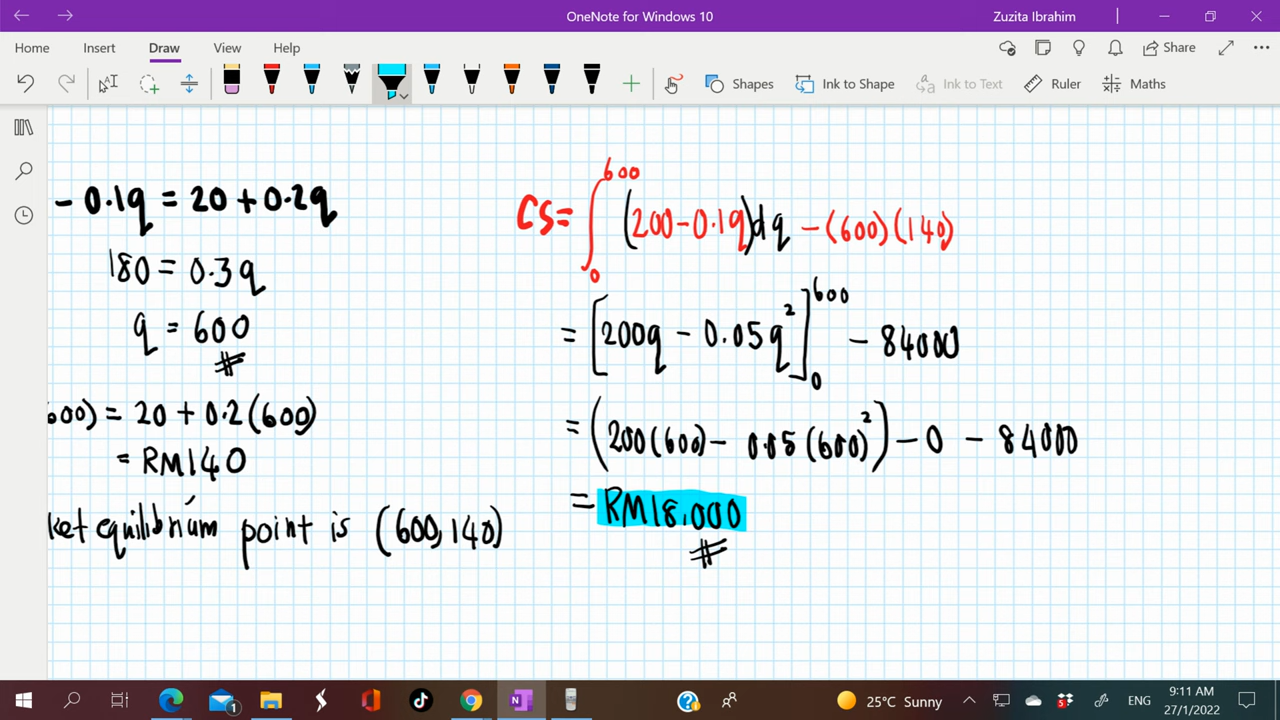 OneNote for Windows 10
Zuzita Ibrahim
Home Insert Draw View Help
Share
Shapes
Ink to Shape
Ink to Text
Ruler
Maths
- 0.1q = 20 + 0.2q
180 = 0.3q
q = 600
600) = 20 + 0.2 (600)
= RM140
ket equilibrium point is (600, 140)
CS = ∫₀⁶⁰⁰ (200 - 0.1q) dq - (600)(140)
= [200q - 0.05q²]₀⁶⁰⁰ - 84000
= (200(600) - 0.05(600)²) - 0 - 84000
= RM18,000
25°C Sunny
ENG
9:11 AM
27/1/2022